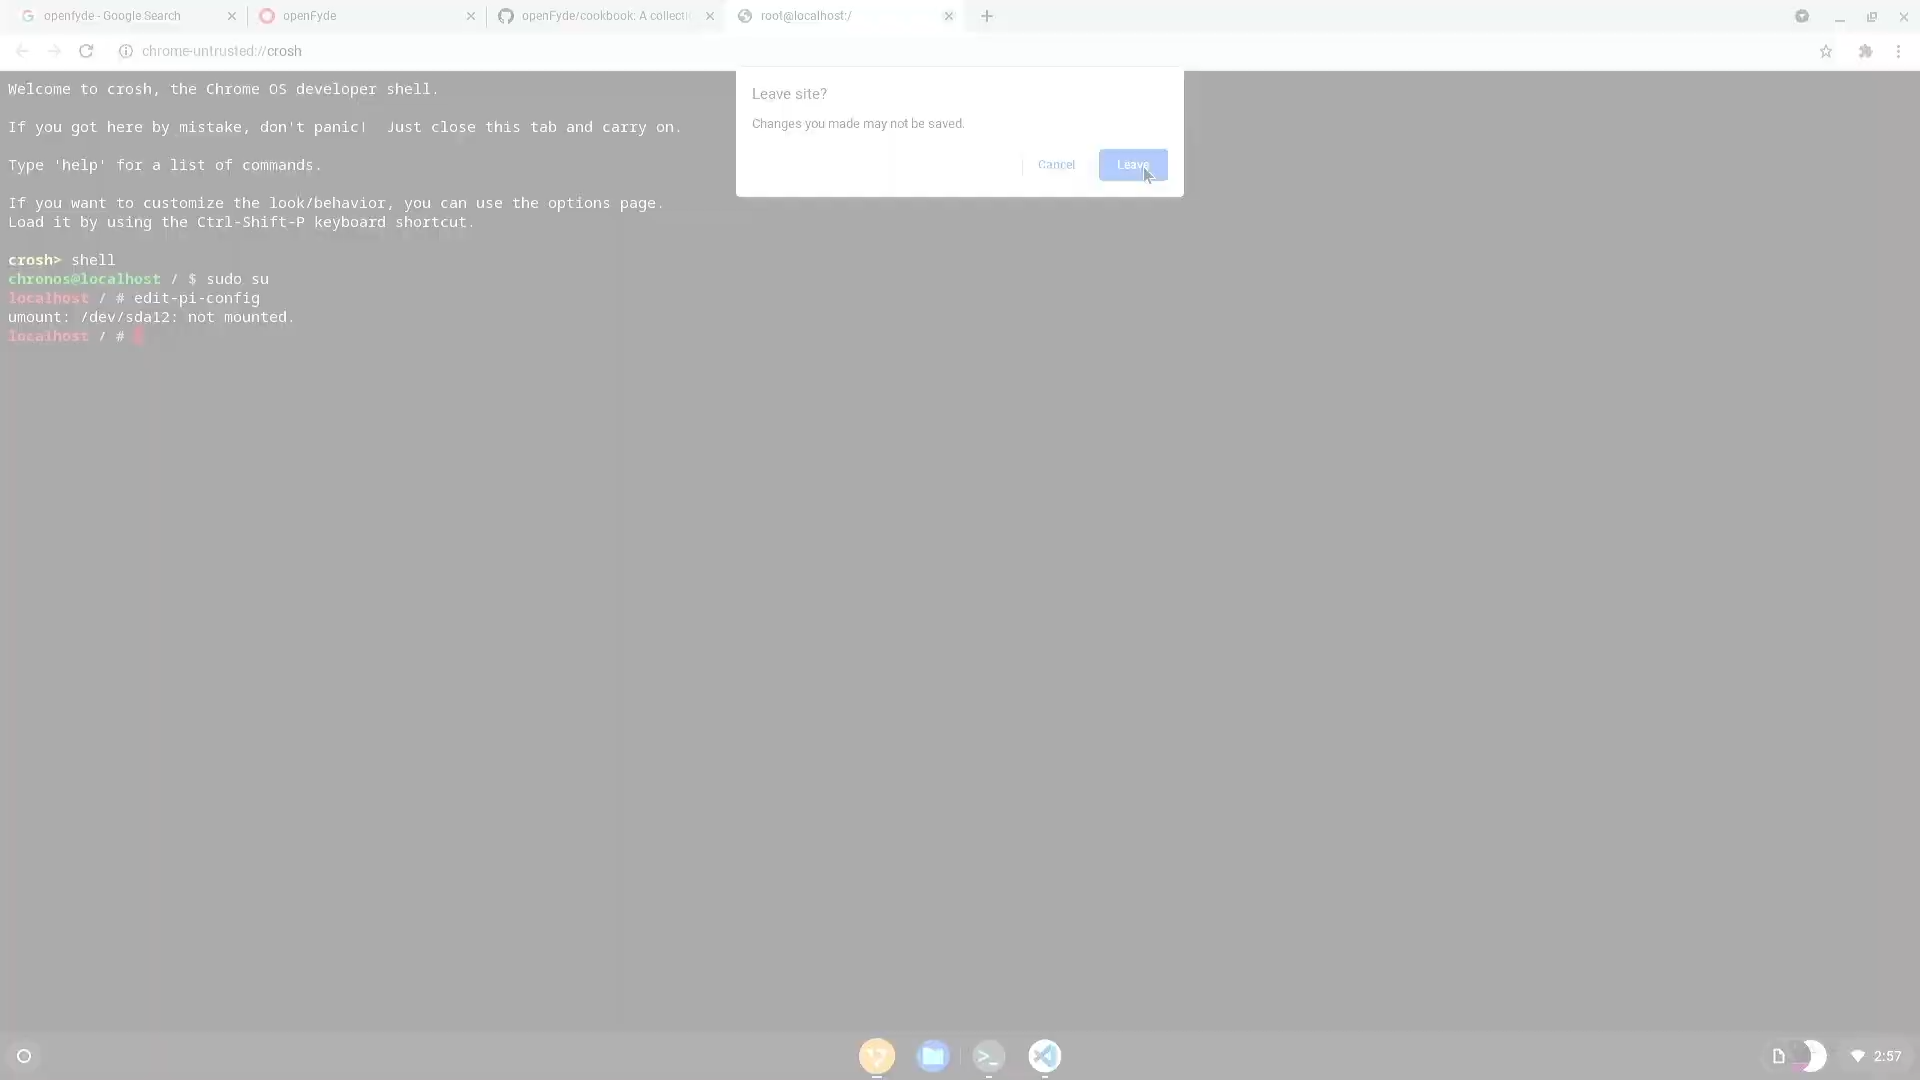 openfyde - Google Search
openFyde
openFyde/cookbook: A collecti
root@localhost:/
chrome-untrusted://crosh
Welcome to crosh, the Chrome OS developer shell.
If you got here by mistake, don't panic!  Just close this tab and carry on.
Type 'help' for a list of commands.
If you want to customize the look/behavior, you can use the options page.
Load it by using the Ctrl-Shift-P keyboard shortcut.
crosh> shell
chronos@localhost / $ sudo su
localhost / # edit-pi-config
umount: /dev/sda12: not mounted.
localhost / #
Leave site?
Changes you made may not be saved.
Cancel
Leave
2:57